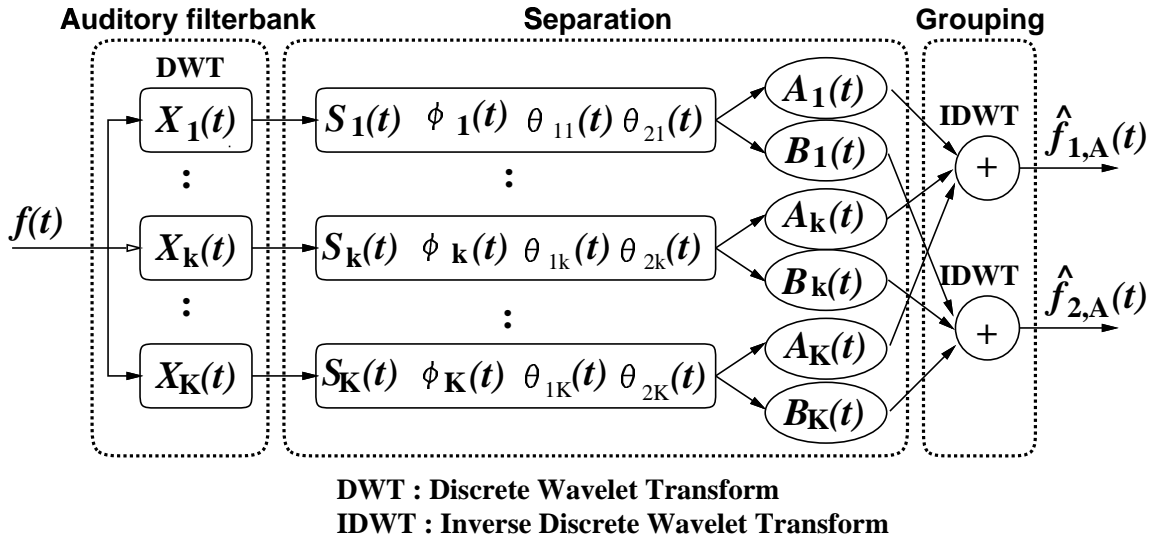 Auditory filterbank
Separation
Grouping
DWT
X1(t)
S1(t) ϕ1(t) θ11(t) θ21(t)
A1(t)
B1(t)
IDWT
+
f̂1,A(t)
:
:
f(t)
Xk(t)
Sk(t) ϕk(t) θ1k(t) θ2k(t)
Ak(t)
Bk(t)
:
:
IDWT
+
f̂2,A(t)
XK(t)
SK(t) ϕK(t) θ1K(t) θ2K(t)
AK(t)
BK(t)
DWT : Discrete Wavelet Transform
IDWT : Inverse Discrete Wavelet Transform